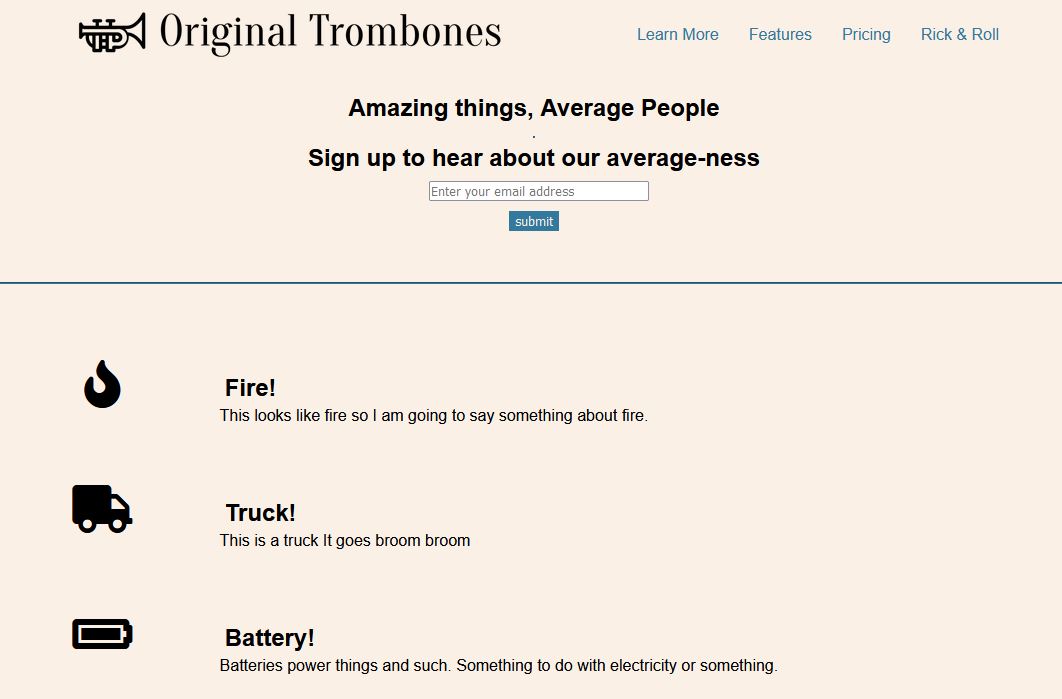 Original Trombones
Learn More Features Pricing Rick & Roll
Amazing things, Average People
.
Sign up to hear about our average-ness
Enter your email address
submit
Fire!
This looks like fire so I am going to say something about fire.
Truck!
This is a truck It goes broom broom
Battery!
Batteries power things and such. Something to do with electricity or something.